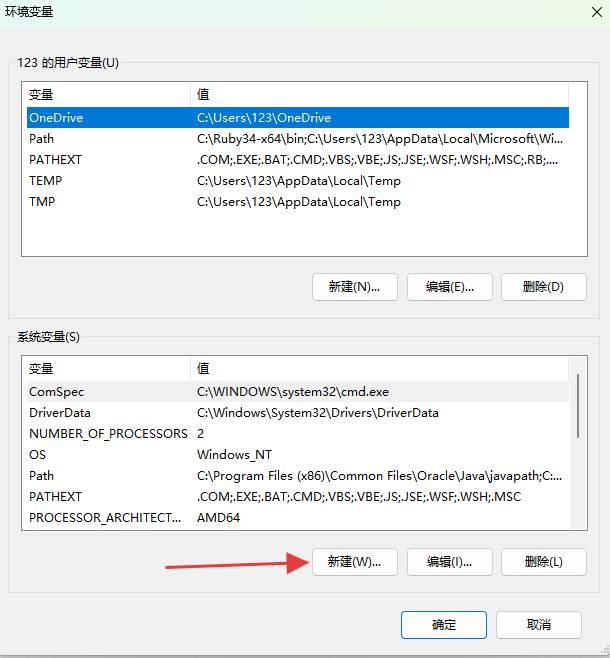 环境变量
123 的用户变量(U)
变量 值
OneDrive C:\Users\123\OneDrive
Path C:\Ruby34-x64\bin;C:\Users\123\AppData\Local\Microsoft\Wi...
PATHEXT .COM;.EXE;.BAT;.CMD;.VBS;.VBE;.JS;.JSE;.WSF;.WSH;.MSC;.RB;....
TEMP C:\Users\123\AppData\Local\Temp
TMP C:\Users\123\AppData\Local\Temp
新建(N)... 编辑(E)... 删除(D)
系统变量(S)
变量 值
ComSpec C:\WINDOWS\system32\cmd.exe
DriverData C:\Windows\System32\Drivers\DriverData
NUMBER_OF_PROCESSORS 2
OS Windows_NT
Path C:\Program Files (x86)\Common Files\Oracle\Java\javapath;C:...
PATHEXT .COM;.EXE;.BAT;.CMD;.VBS;.VBE;.JS;.JSE;.WSF;.WSH;.MSC
PROCESSOR_ARCHITECT... AMD64
新建(W)... 编辑(I)... 删除(L)
确定 取消